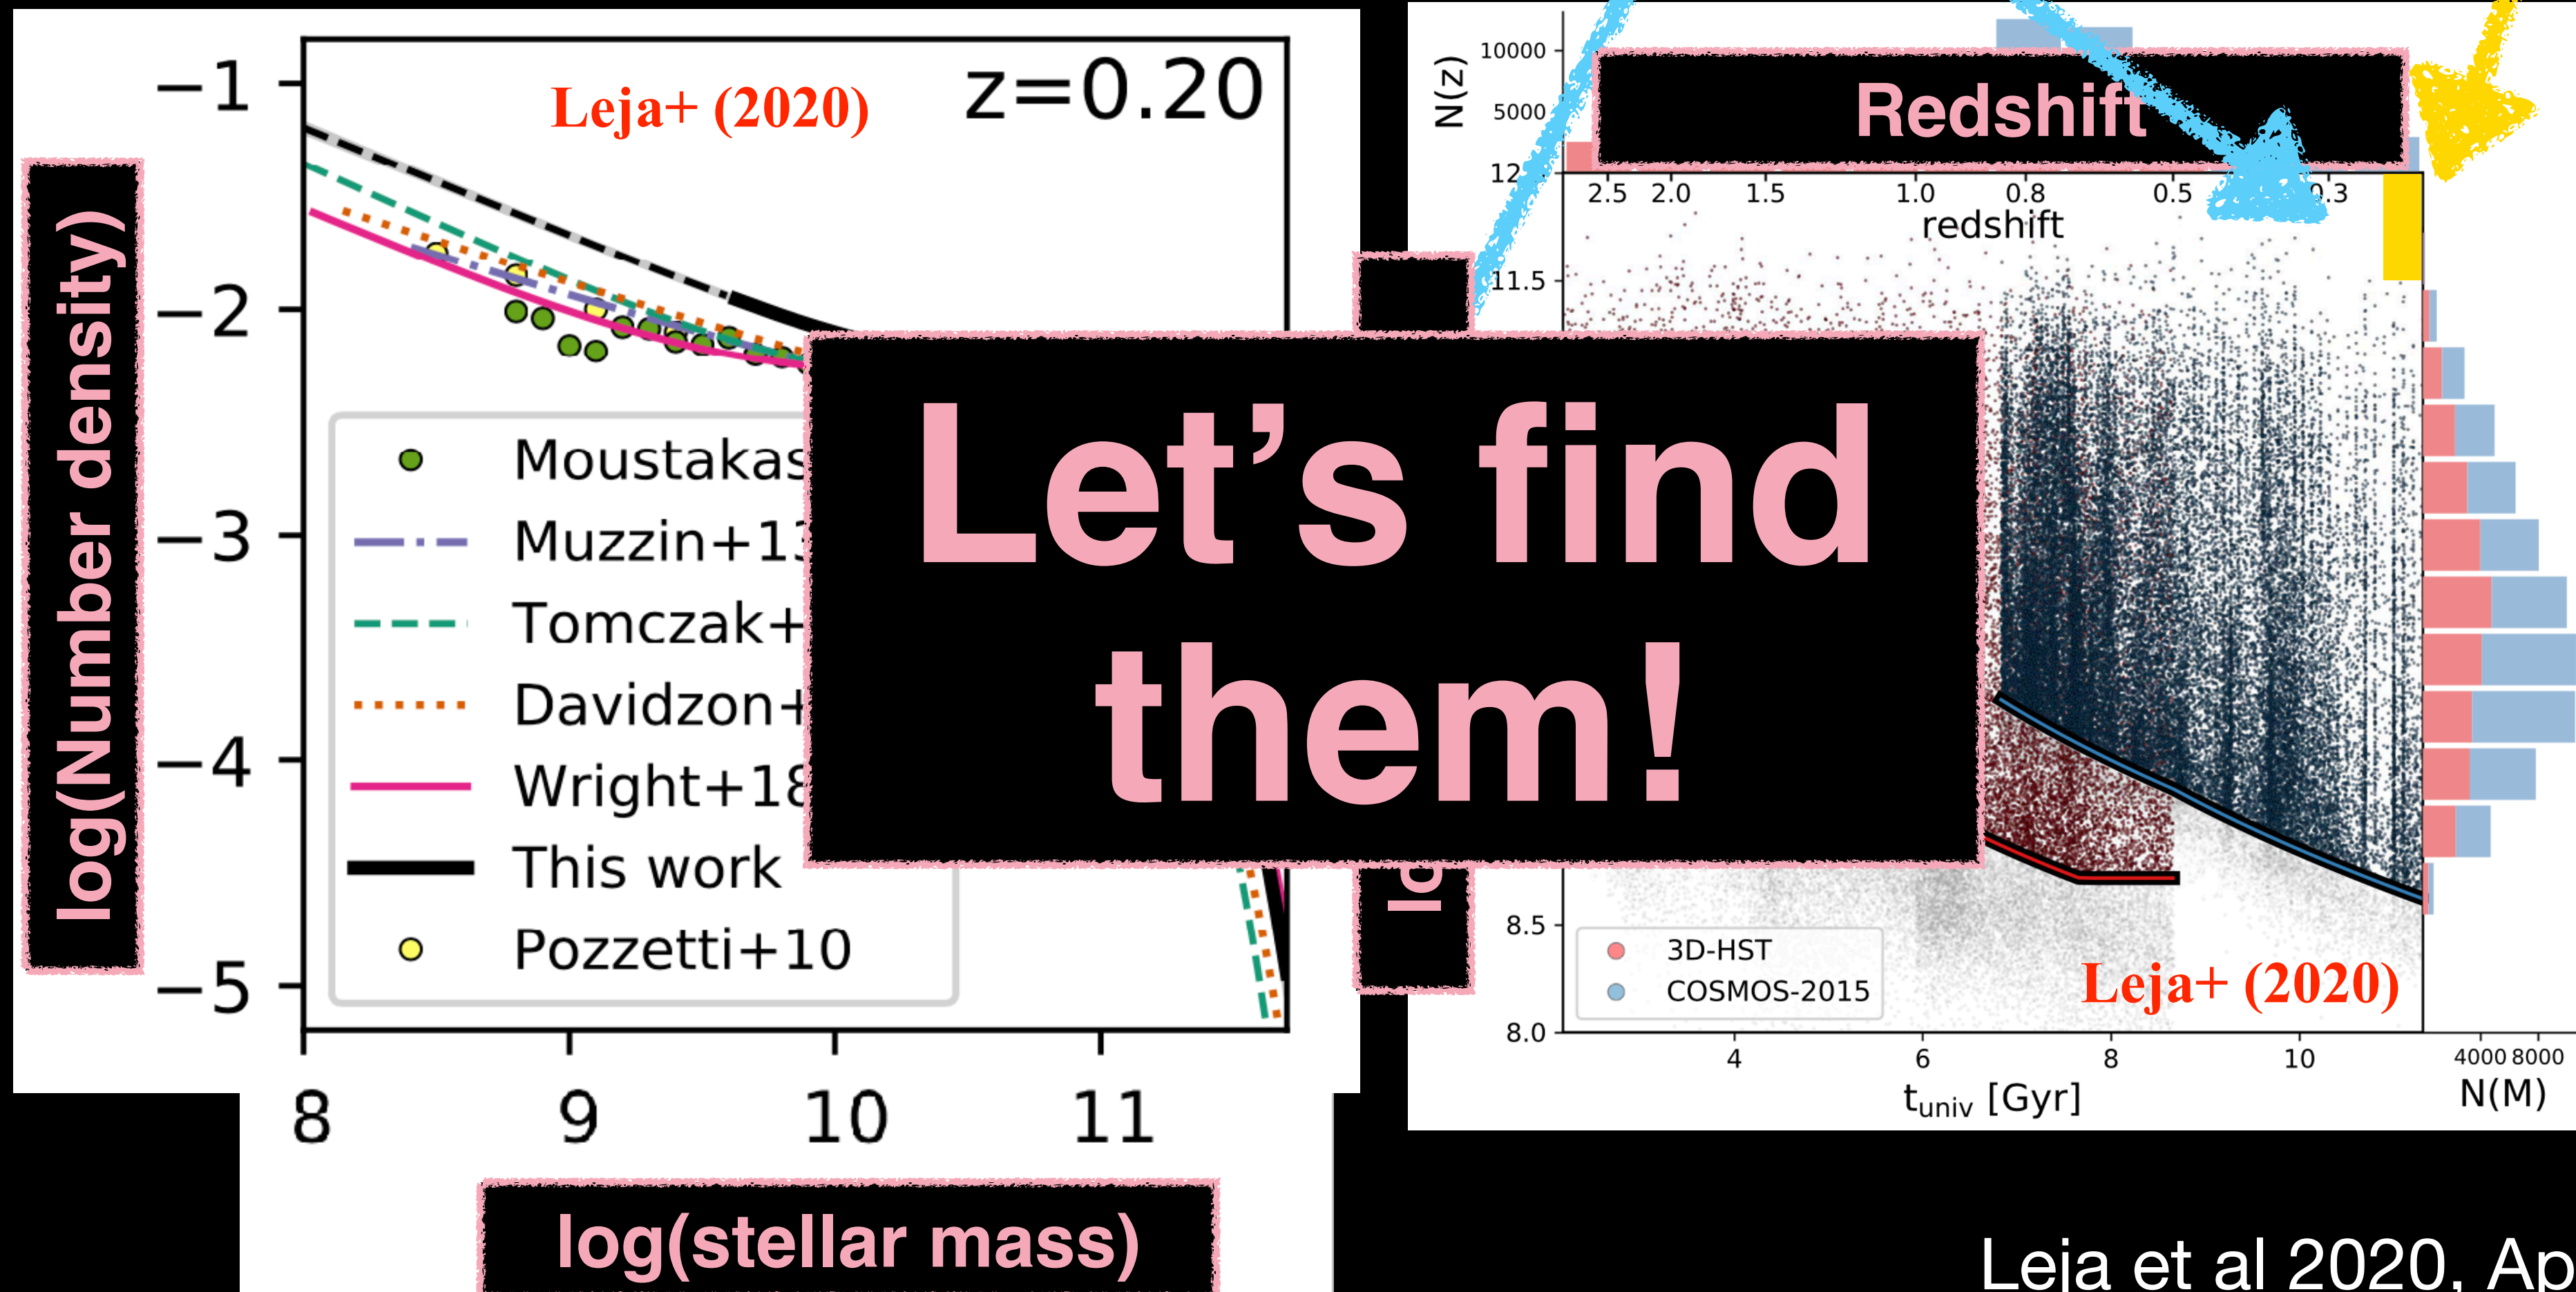 −1
−2
−3
−4
−5
log(Number density)
Leja+ (2020)
z=0.20
Moustakas
Muzzin+13
Tomczak+
Davidzon+
Wright+18
This work
Pozzetti+10
8
9
10
11
log(stellar mass)
Let's find
them!
N(z)
10000
5000
Redshift
12
2.5
2.0
1.5
1.0
0.8
0.5
redshift
11.5
8.5
8.0
3D-HST
COSMOS-2015
Leja+ (2020)
4
6
8
10
t_univ [Gyr]
4000
8000
N(M)
Leja et al 2020, Ap